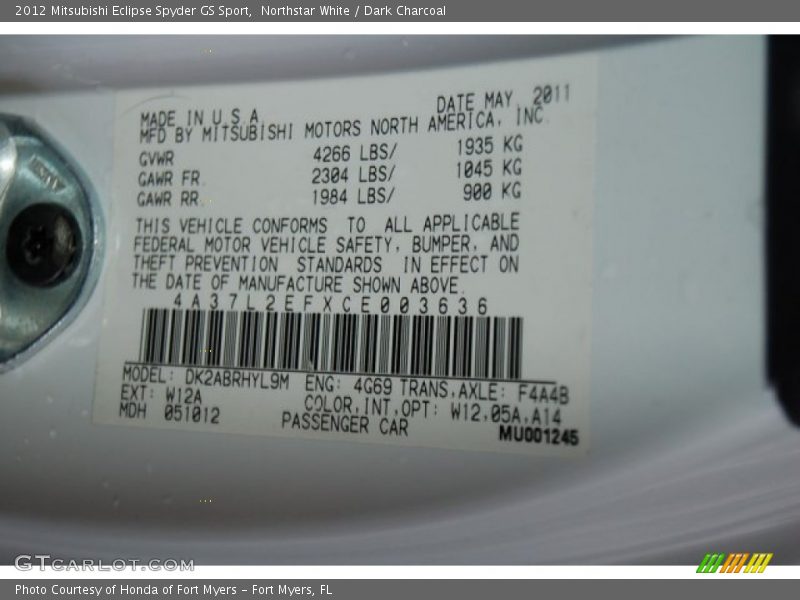 2012 Mitsubishi Eclipse Spyder GS Sport, Northstar White / Dark Charcoal
DATE MAY 2011
MADE IN U.S.A.
MFD BY MITSUBISHI MOTORS NORTH AMERICA, INC.
GVWR 4266 LBS/ 1935 KG
GAWR FR 2304 LBS/ 1045 KG
GAWR RR 1984 LBS/ 900 KG
THIS VEHICLE CONFORMS TO ALL APPLICABLE
FEDERAL MOTOR VEHICLE SAFETY, BUMPER, AND
THEFT PREVENTION STANDARDS IN EFFECT ON
THE DATE OF MANUFACTURE SHOWN ABOVE.
4A37L2EFXCE003636
MODEL: DK2ABRHYL9M ENG: 4G69 TRANS.AXLE: F4A4B
EXT: W12A COLOR.INT.OPT: W12.05A.A14
MDH 051012 PASSENGER CAR
MU001245
GTCARLOT.COM
Photo Courtesy of Honda of Fort Myers – Fort Myers, FL